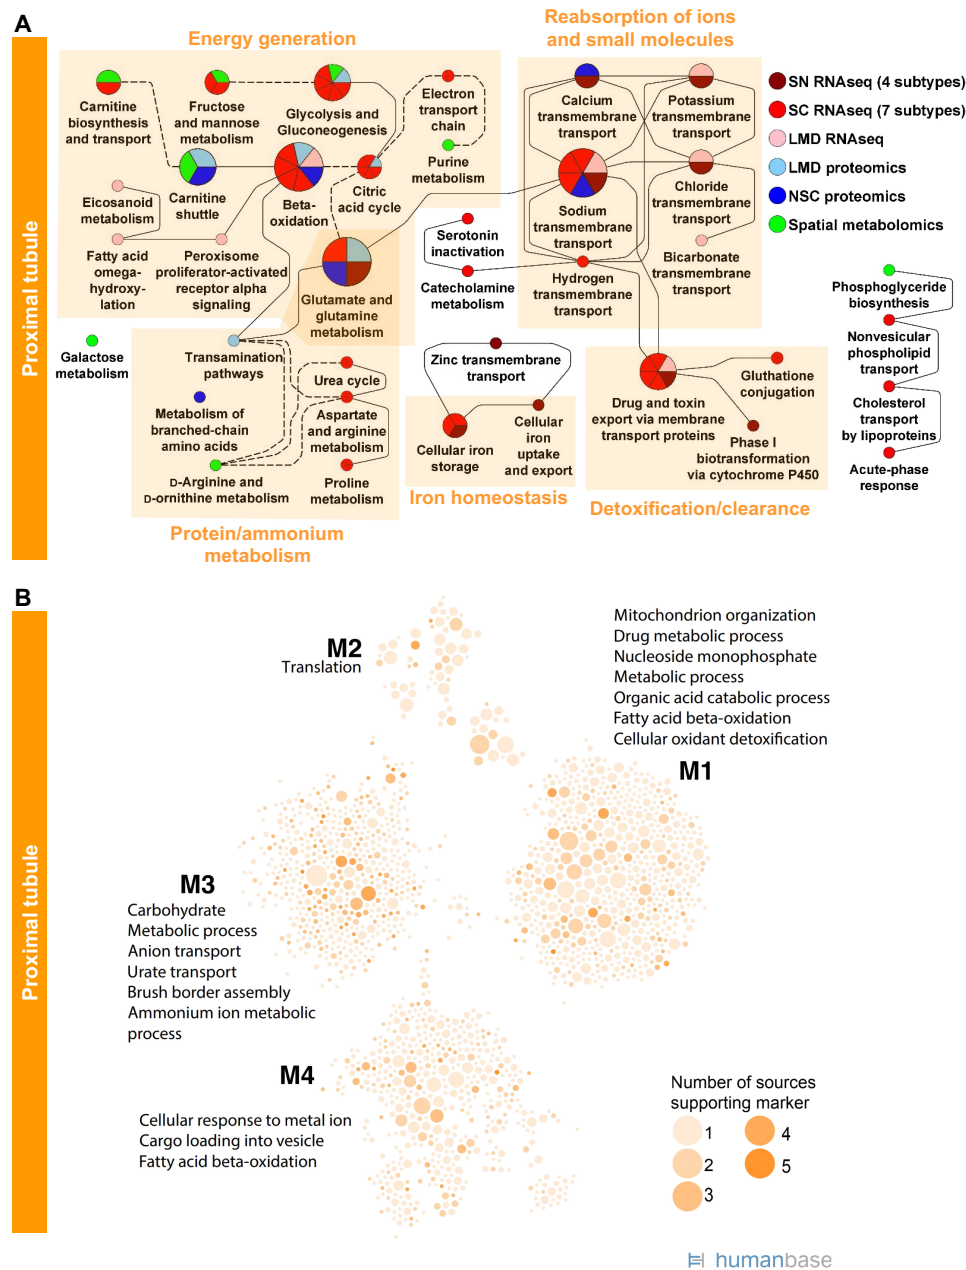 A
Energy generation
Reabsorption of ions
and small molecules
Proximal tubule
Carnitine
biosynthesis
and transport
Fructose
and mannose
metabolism
Glycolysis and
Gluconeogenesis
Electron
transport
chain
Purine
metabolism
Eicosanoid
metabolism
Carnitine
shuttle
Beta-
oxidation
Citric
acid cycle
Fatty acid
omega-
hydroxy-
lation
Peroxisome
proliferator-activated
receptor alpha
signaling
Glutamate and
glutamine
metabolism
Calcium
transmembrane
transport
Potassium
transmembrane
transport
Sodium
transmembrane
transport
Chloride
transmembrane
transport
Bicarbonate
transmembrane
transport
Hydrogen
transmembrane
transport
Serotonin
inactivation
Catecholamine
metabolism
SN RNAseq (4 subtypes)
SC RNAseq (7 subtypes)
LMD RNAseq
LMD proteomics
NSC proteomics
Spatial metabolomics
Phosphoglyceride
biosynthesis
Nonvesicular
phospholipid
transport
Cholesterol
transport
by lipoproteins
Acute-phase
response
Galactose
metabolism
Transamination
pathways
Urea cycle
Metabolism of
branched-chain
amino acids
Aspartate
and arginine
metabolism
D-Arginine and
D-ornithine metabolism
Proline
metabolism
Protein/ammonium
metabolism
Zinc transmembrane
transport
Cellular iron
storage
Cellular
iron
uptake
and export
Iron homeostasis
Drug and toxin
export via membrane
transport proteins
Gluthatione
conjugation
Phase I
biotransformation
via cytochrome P450
Detoxification/clearance
B
Proximal tubule
M2
Translation
Mitochondrion organization
Drug metabolic process
Nucleoside monophosphate
Metabolic process
Organic acid catabolic process
Fatty acid beta-oxidation
Cellular oxidant detoxification
M1
M3
Carbohydrate
Metabolic process
Anion transport
Urate transport
Brush border assembly
Ammonium ion metabolic
process
M4
Cellular response to metal ion
Cargo loading into vesicle
Fatty acid beta-oxidation
Number of sources
supporting marker
1
4
2
5
3
humanbase